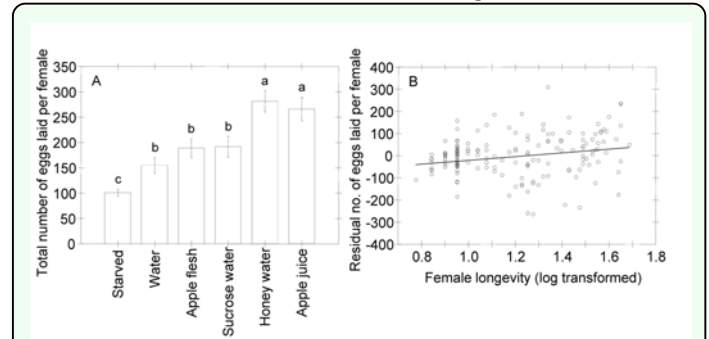 Total number of eggs laid per female
350
300
250
200
150
100
50
0
A
c
b
b
b
a
a
Starved
Water
Apple flesh
Sucrose water
Honey water
Apple juice
Residual no. of eggs laid per female
400
300
200
100
0
-100
-200
-300
-400
B
0.8
1.0
1.2
1.4
1.6
1.8
Female longevity (log transformed)